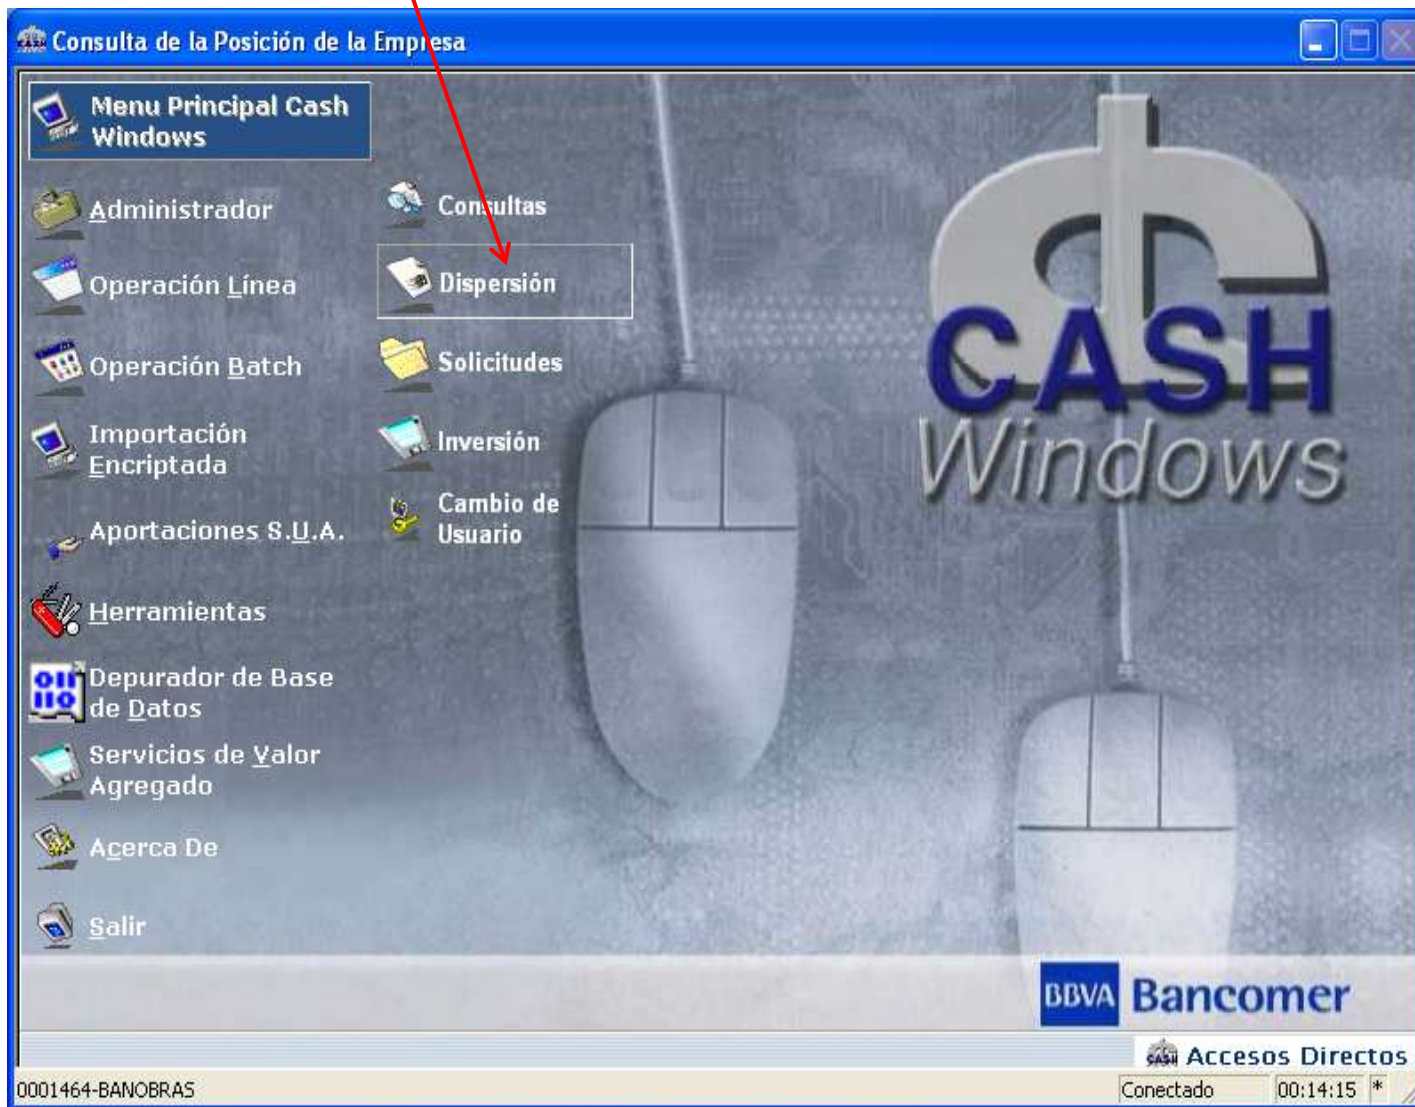 Consulta de la Posición de la Empresa
Menu Principal Cash
Windows
Administrador
Operación Línea
Operación Batch
Importación
Encriptada
Aportaciones S.U.A.
Herramientas
Depurador de Base
de Datos
Servicios de Valor
Agregado
Acerca De
Salir
Consultas
Dispersión
Solicitudes
Inversión
Cambio de
Usuario
CASH
Windows
BBVA Bancomer
Accesos Directos
0001464-BANOBRAS
Conectado
00:14:15
*